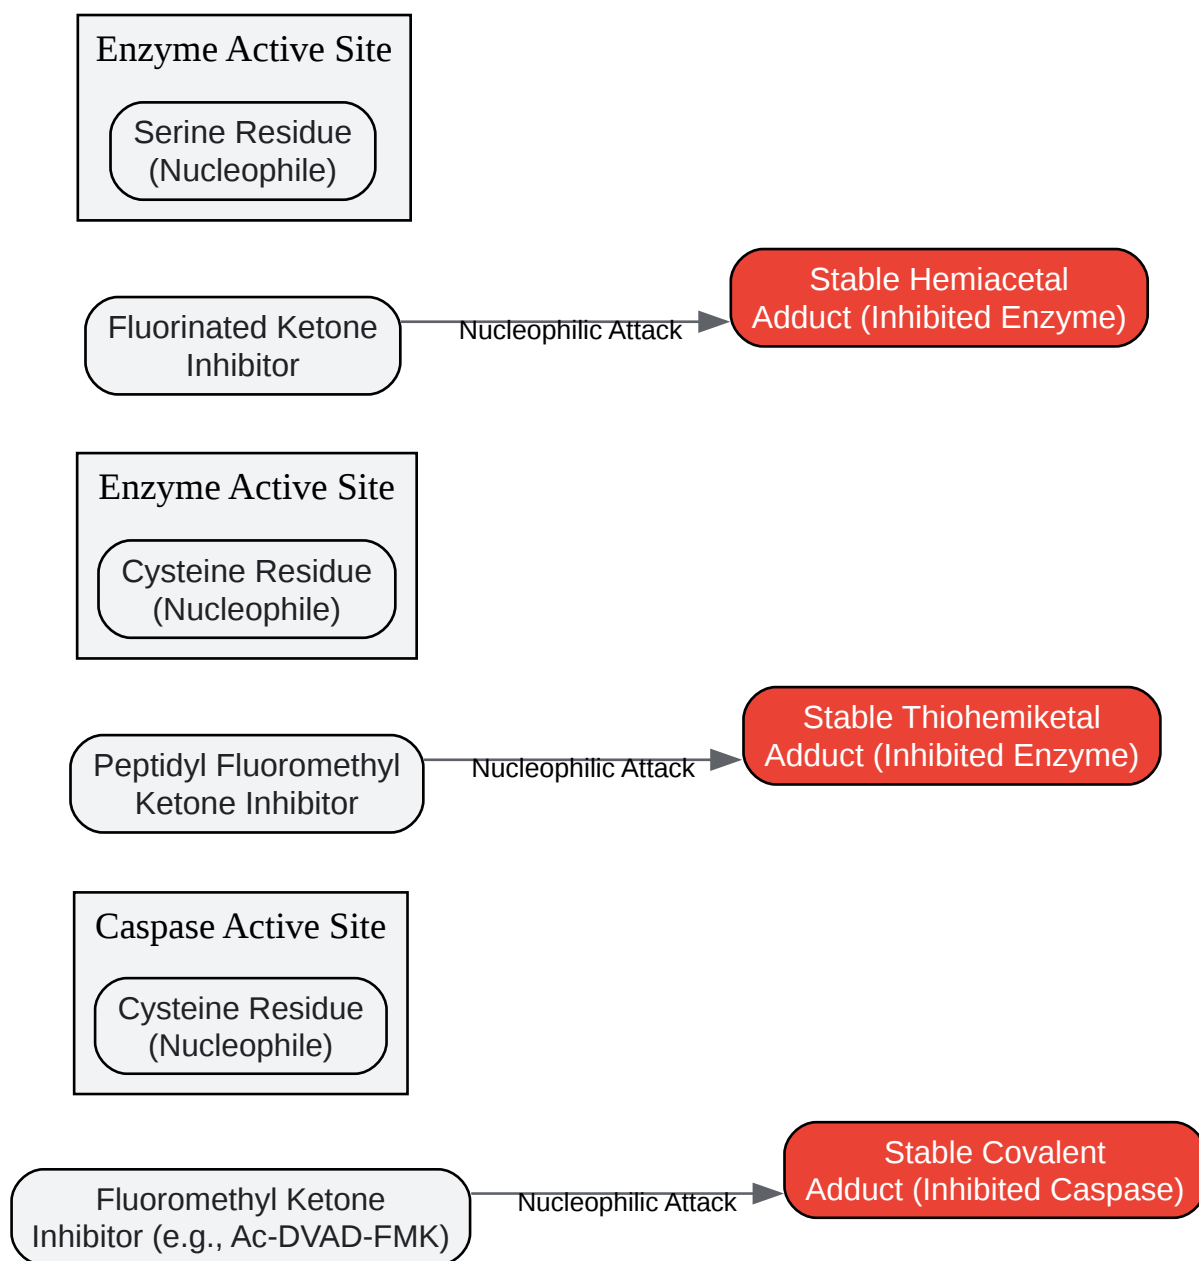 Enzyme Active Site
Serine Residue
(Nucleophile)
Fluorinated Ketone
Inhibitor
Nucleophilic Attack
Stable Hemiacetal
Adduct (Inhibited Enzyme)
Enzyme Active Site
Cysteine Residue
(Nucleophile)
Peptidyl Fluoromethyl
Ketone Inhibitor
Nucleophilic Attack
Stable Thiohemiketal
Adduct (Inhibited Enzyme)
Caspase Active Site
Cysteine Residue
(Nucleophile)
Fluoromethyl Ketone
Inhibitor (e.g., Ac-DVAD-FMK)
Nucleophilic Attack
Stable Covalent
Adduct (Inhibited Caspase)